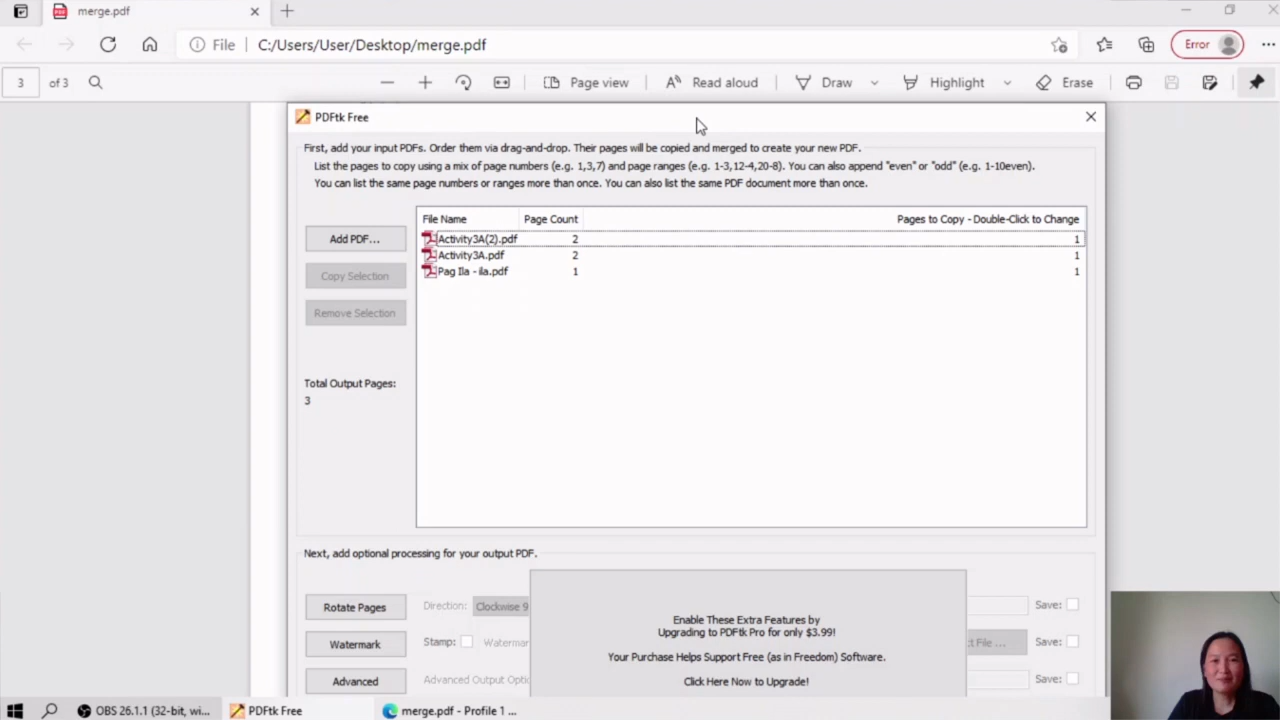 merge.pdf
File C:/Users/User/Desktop/merge.pdf Error
3 of 3 Page view Read aloud Draw Highlight Erase
PDFtk Free
First, add your input PDFs. Order them via drag-and-drop. Their pages will be copied and merged to create your new PDF.
List the pages to copy using a mix of page numbers (e.g. 1,3,7) and page ranges (e.g. 1-3,12-4,20-8). You can also append "even" or "odd" (e.g. 1-10even).
You can list the same page numbers or ranges more than once. You can also list the same PDF document more than once.
File Name Page Count Pages to Copy - Double-Click to Change
Add PDF...
Activity3A(2).pdf 2 1
Activity3A.pdf 2 1
Pag Ila - ila.pdf 1 1
Copy Selection
Remove Selection
Total Output Pages:
3
Next, add optional processing for your output PDF.
Rotate Pages Direction: Clockwise 9 Save:
Enable These Extra Features by
Upgrading to PDFtk Pro for only $3.99!
Watermark Stamp: Watermar t File ... Save:
Your Purchase Helps Support Free (as in Freedom) Software.
Advanced Advanced Output Optio Save:
Click Here Now to Upgrade!
OBS 26.1.1 (32-bit, wi... PDFtk Free merge.pdf - Profile 1 ...